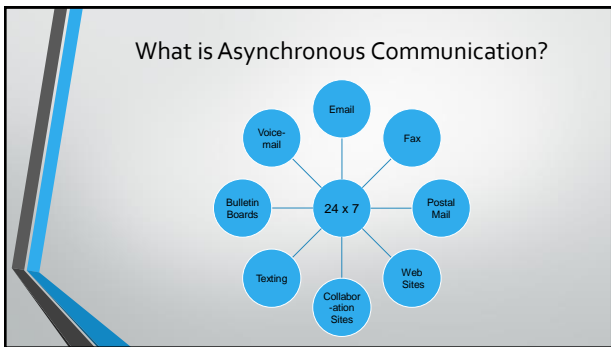 What is Asynchronous Communication?
Email
Voice-
mail
Fax
Bulletin
Boards
24 x 7
Postal
Mail
Texting
Web
Sites
Collabor
-ation
Sites